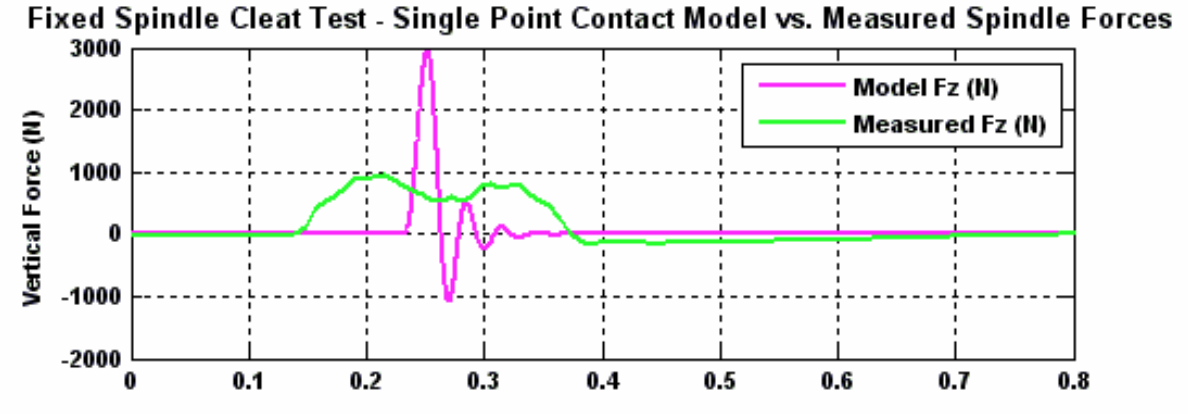 Fixed Spindle Cleat Test - Single Point Contact Model vs. Measured Spindle Forces
3000
2000
1000
0
-1000
-2000
Vertical Force (N)
Model Fz (N)
Measured Fz (N)
0 0.1 0.2 0.3 0.4 0.5 0.6 0.7 0.8